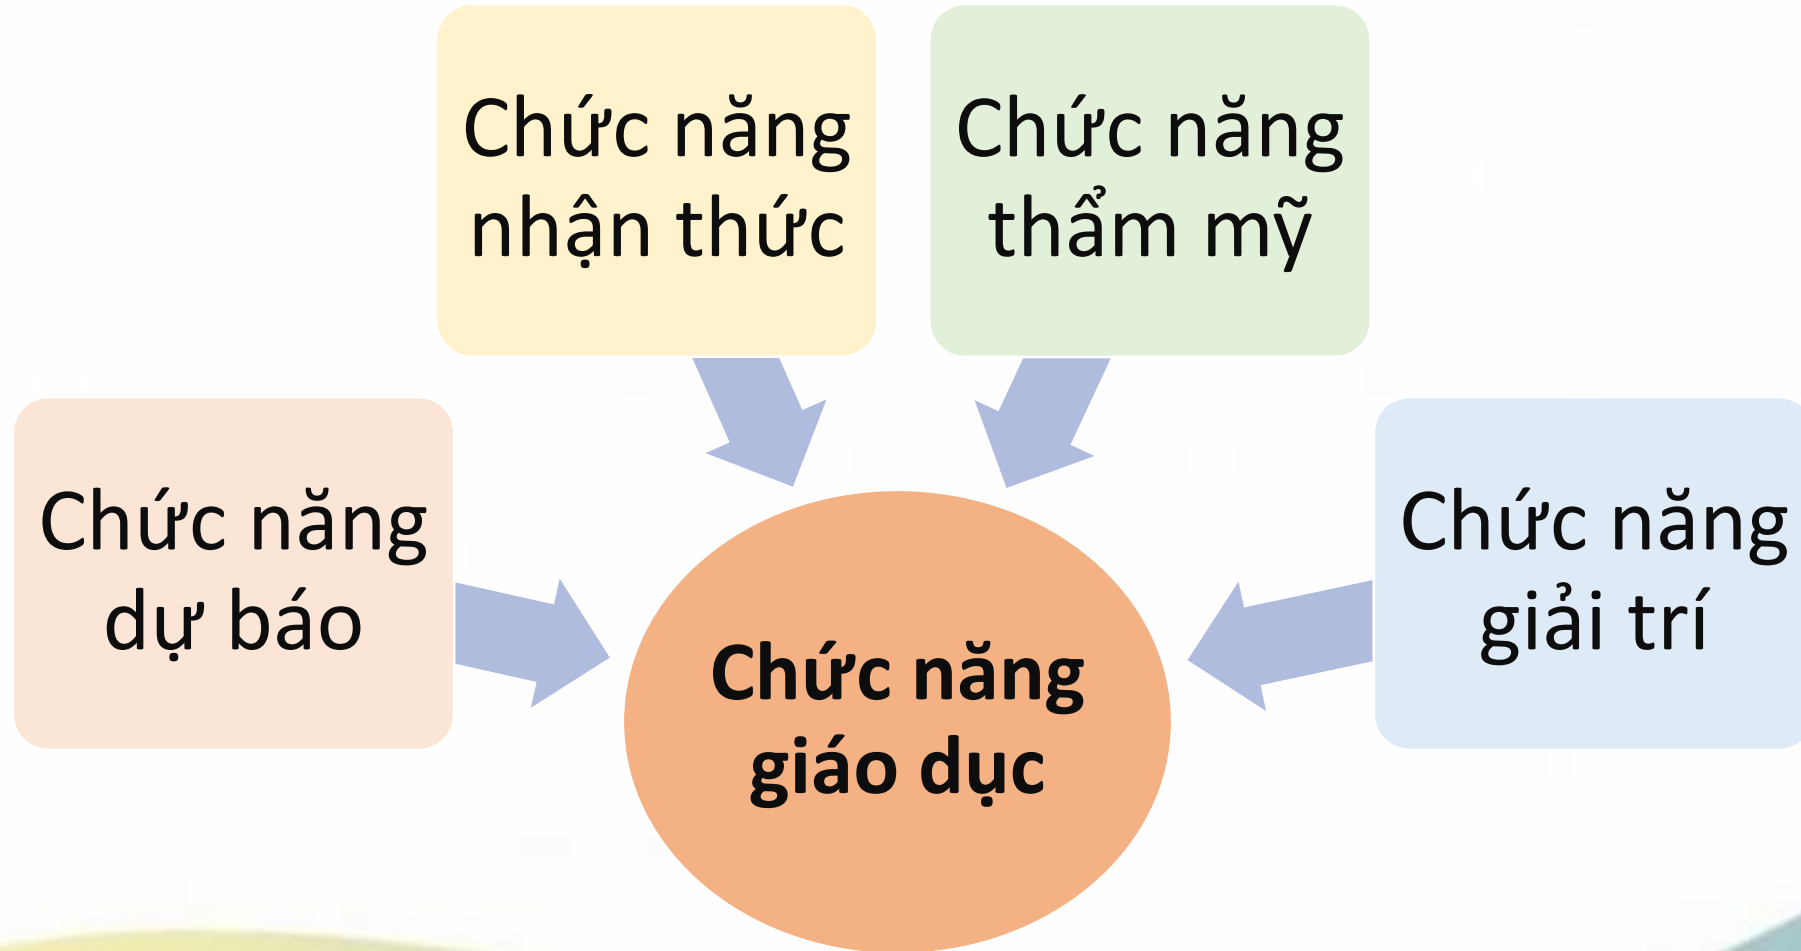 Chức năng
nhận thức
Chức năng
thẩm mỹ
Chức năng
dự báo
Chức năng
giải trí
Chức năng
giáo dục